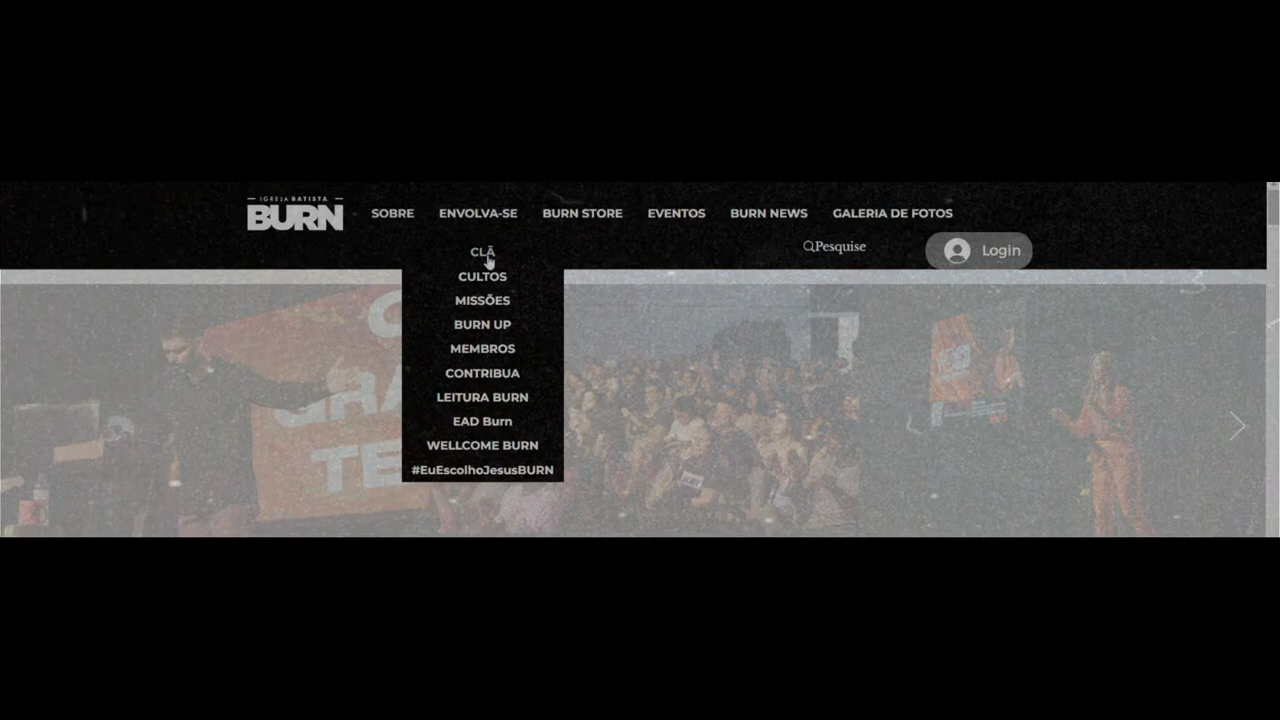 IGREJA BATISTA
BURN
SOBRE ENVOLVA-SE BURN STORE EVENTOS BURN NEWS GALERIA DE FOTOS
Pesquise
Login
CLÃ
CULTOS
MISSÕES
BURN UP
MEMBROS
CONTRIBUA
LEITURA BURN
EAD Burn
WELLCOME BURN
#EuEscolhoJesusBURN